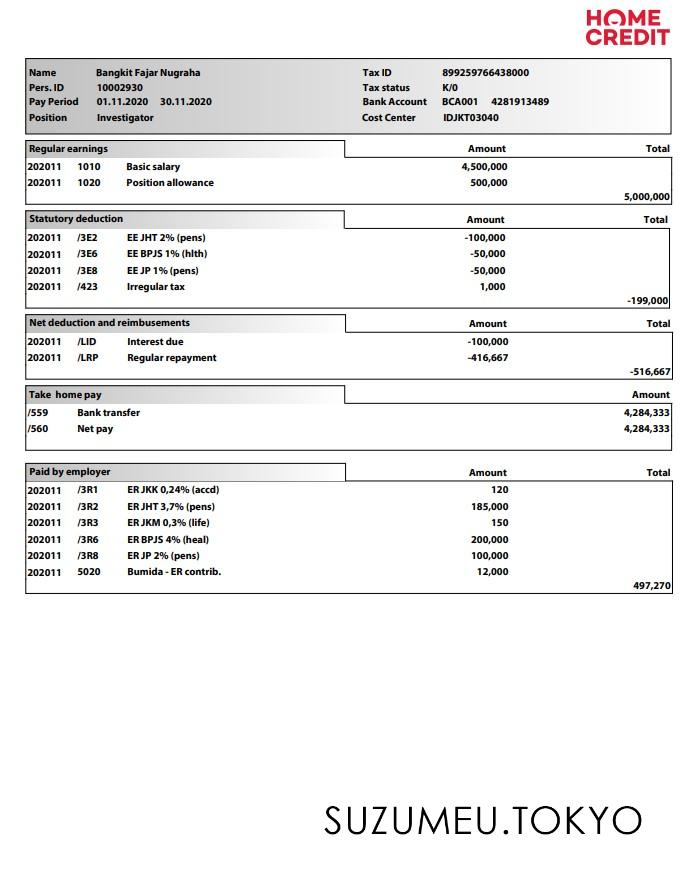 HOME
CREDIT
Name Bangkit Fajar Nugraha Tax ID 899259766438000
Pers. ID 10002930 Tax status K/0
Pay Period 01.11.2020 30.11.2020 Bank Account BCA001 4281913489
Position Investigator Cost Center IDJKT03040
Regular earnings Amount Total
202011 1010 Basic salary 4,500,000
202011 1020 Position allowance 500,000
5,000,000
Statutory deduction Amount Total
202011 /3E2 EE JHT 2% (pens) -100,000
202011 /3E6 EE BPJS 1% (hlth) -50,000
202011 /3E8 EE JP 1% (pens) -50,000
202011 /423 Irregular tax 1,000
-199,000
Net deduction and reimbusements Amount Total
202011 /LID Interest due -100,000
202011 /LRP Regular repayment -416,667
-516,667
Take home pay Amount
/559 Bank transfer 4,284,333
/560 Net pay 4,284,333
Paid by employer Amount Total
202011 /3R1 ER JKK 0,24% (accd) 120
202011 /3R2 ER JHT 3,7% (pens) 185,000
202011 /3R3 ER JKM 0,3% (life) 150
202011 /3R6 ER BPJS 4% (heal) 200,000
202011 /3R8 ER JP 2% (pens) 100,000
202011 5020 Bumida - ER contrib. 12,000
497,270
SUZUMEU.TOKYO